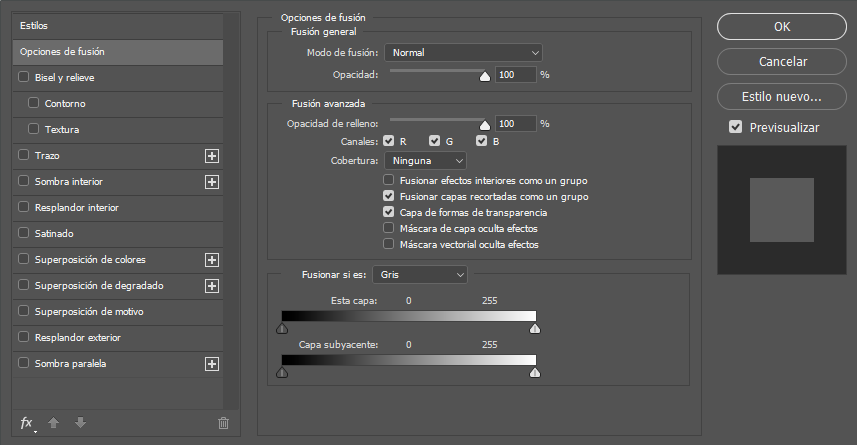 Estilos
Opciones de fusión
Bisel y relieve
Contorno
Textura
Trazo
Sombra interior
Resplandor interior
Satinado
Superposición de colores
Superposición de degradado
Superposición de motivo
Resplandor exterior
Sombra paralela
fx
Opciones de fusión
Fusión general
Modo de fusión: Normal
Opacidad: 100 %
Fusión avanzada
Opacidad de relleno: 100 %
Canales: R G B
Cobertura: Ninguna
Fusionar efectos interiores como un grupo
Fusionar capas recortadas como un grupo
Capa de formas de transparencia
Máscara de capa oculta efectos
Máscara vectorial oculta efectos
Fusionar si es: Gris
Esta capa: 0 255
Capa subyacente: 0 255
OK
Cancelar
Estilo nuevo...
Previsualizar